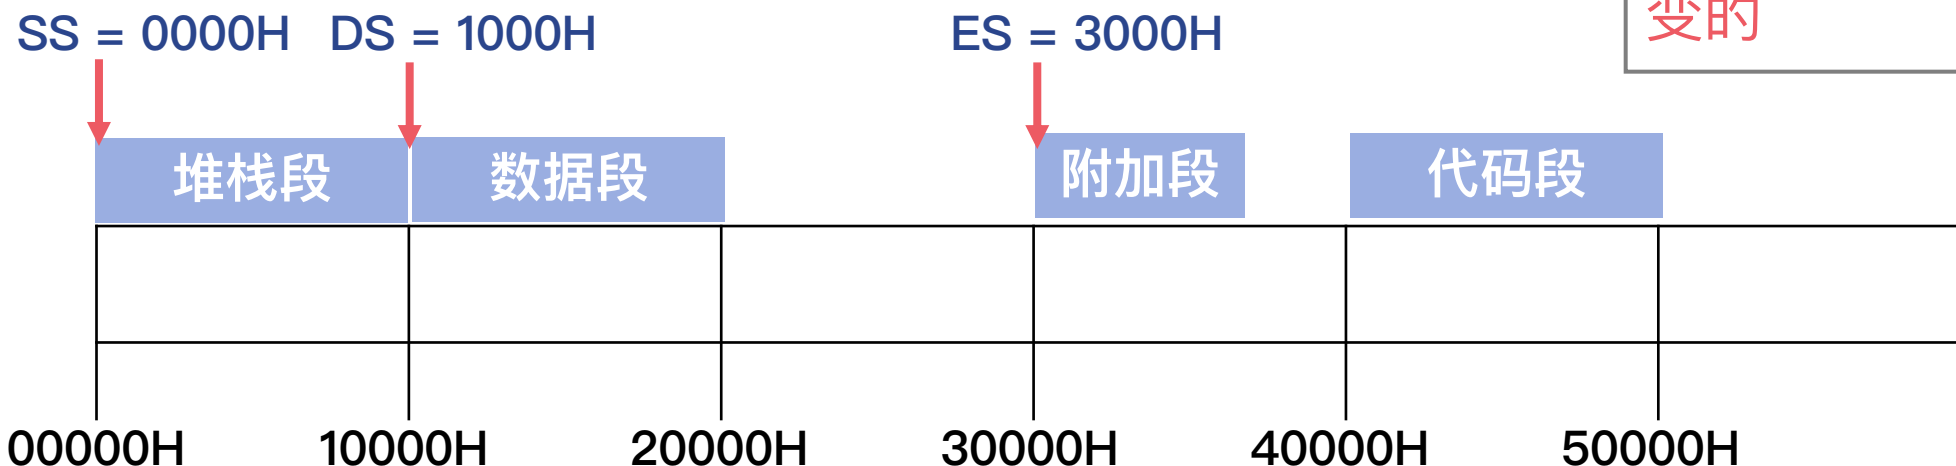 变的
SS = 0000H DS = 1000H ES = 3000H
堆栈段 数据段 附加段 代码段
00000H 10000H 20000H 30000H 40000H 50000H